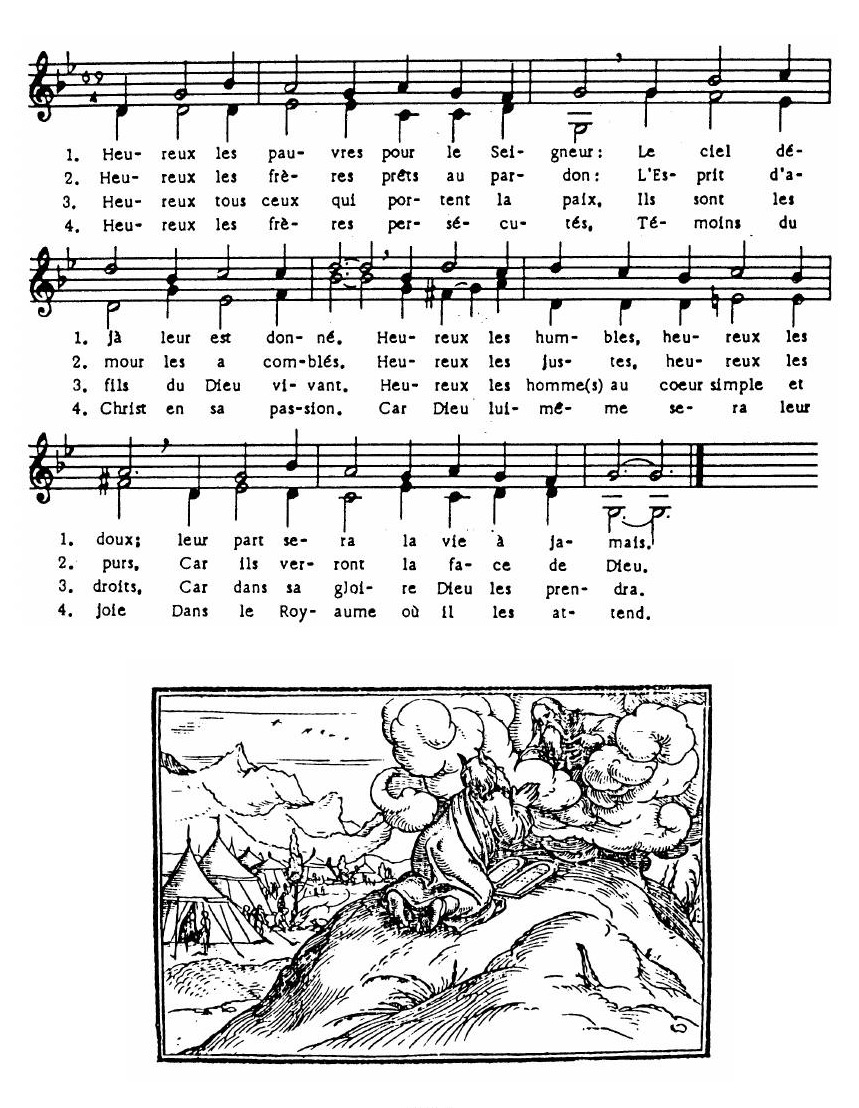 6 9
4
1. Heu- reux les pau- vres pour le Sei- gneur: Le ciel dé-
2. Heu- reux les frè- res prêts au par- don: L'Es- prit d'a-
3. Heu- reux tous ceux qui por- tent la paix, Ils sont les
4. Heu- reux les frè- res per- sé- cu- tés, Té- moins du
1. jà leur est don- né. Heu- reux les hum- bles, heu- reux les
2. mour les a com- blés. Heu- reux les jus- tes, heu- reux les
3. fils du Dieu vi- vant. Heu- reux les homme(s) au coeur simple et
4. Christ en sa pas- sion. Car Dieu lui- mê- me se- ra leur
1. doux; leur part se- ra la vie à ja- mais.
2. purs, Car ils ver- ront la fa- ce de Dieu.
3. droits, Car dans sa gloi- re Dieu les pren- dra.
4. joie Dans le Roy- aume où il les at- tend.